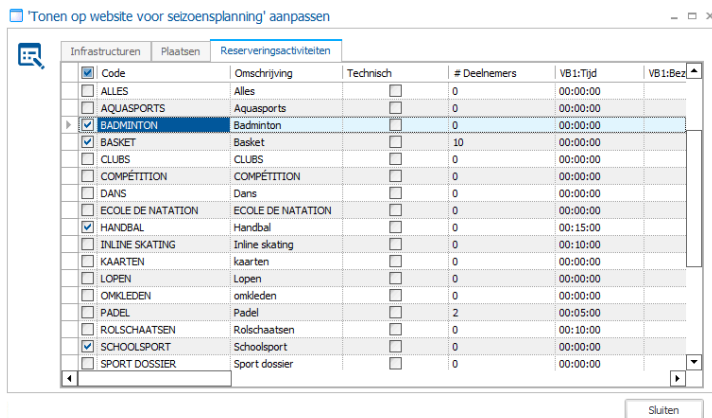 'Tonen op website voor seizoensplanning' aanpassen
Infrastructuren Plaatsen Reserveringsactiviteiten
Code Omschrijving Technisch # Deelnemers VB1:Tijd VB1:Bez
ALLES Alles 0 00:00:00
AQUASPORTS Aquasports 0 00:00:00
BADMINTON Badminton 0 00:00:00
BASKET Basket 10 00:00:00
CLUBS CLUBS 0 00:00:00
COMPÉTITION COMPÉTITION 0 00:00:00
DANS Dans 0 00:00:00
ECOLE DE NATATION ECOLE DE NATATION 0 00:00:00
HANDBAL Handbal 0 00:15:00
INLINE SKATING Inline skating 0 00:10:00
KAARTEN kaarten 0 00:00:00
LOPEN Lopen 0 00:00:00
OMKLEDEN omkleden 0 00:00:00
PADEL Padel 2 00:05:00
ROLSCHAATSEN Rolschaatsen 0 00:10:00
SCHOOLSPORT Schoolsport 0 00:00:00
SPORT DOSSIER Sport dossier 0 00:00:00
Sluiten